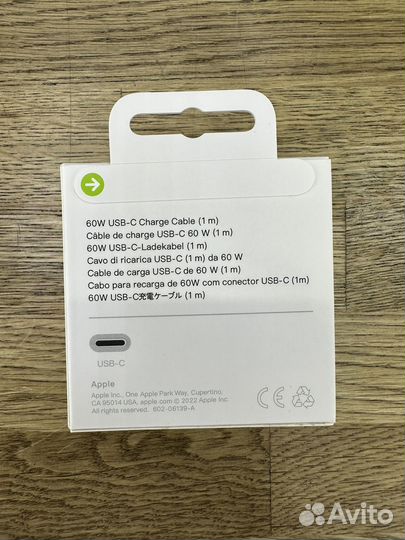 60W USB-C Charge Cable (1 m)
Câble de charge USB-C 60 W (1 m)
60W USB-C-Ladekabel (1 m)
Cavo di ricarica USB-C (1 m) da 60 W
Cable de carga USB-C de 60 W (1 m)
Cabo para recarga de 60W com conector USB-C (1m)
60W USB-C充電ケーブル (1 m)
USB-C
Apple
Apple Inc., One Apple Park Way, Cupertino,
CA 95014 USA. apple.com © 2022 Apple Inc.
All rights reserved. 602-06139-A
CE
Avito